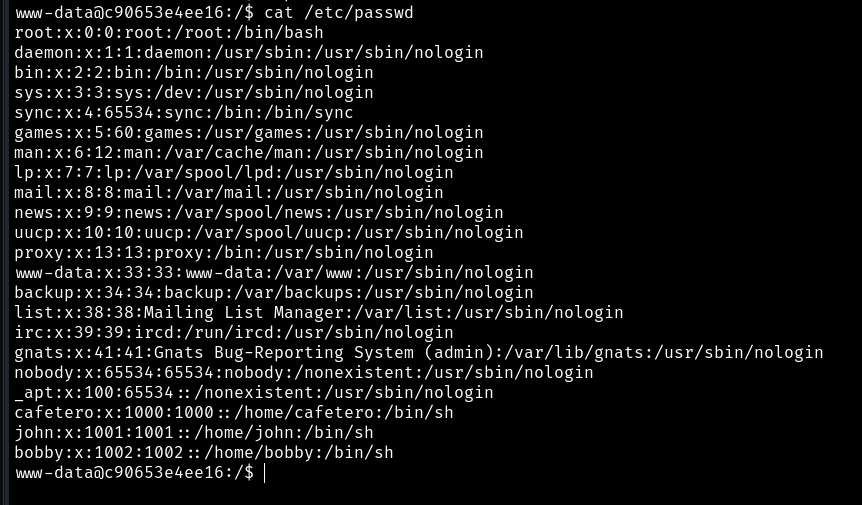 www-data@c90653e4ee16:/$ cat /etc/passwd
root:x:0:0:root:/root:/bin/bash
daemon:x:1:1:daemon:/usr/sbin:/usr/sbin/nologin
bin:x:2:2:bin:/bin:/usr/sbin/nologin
sys:x:3:3:sys:/dev:/usr/sbin/nologin
sync:x:4:65534:sync:/bin:/bin/sync
games:x:5:60:games:/usr/games:/usr/sbin/nologin
man:x:6:12:man:/var/cache/man:/usr/sbin/nologin
lp:x:7:7:lp:/var/spool/lpd:/usr/sbin/nologin
mail:x:8:8:mail:/var/mail:/usr/sbin/nologin
news:x:9:9:news:/var/spool/news:/usr/sbin/nologin
uucp:x:10:10:uucp:/var/spool/uucp:/usr/sbin/nologin
proxy:x:13:13:proxy:/bin:/usr/sbin/nologin
www-data:x:33:33:www-data:/var/www:/usr/sbin/nologin
backup:x:34:34:backup:/var/backups:/usr/sbin/nologin
list:x:38:38:Mailing List Manager:/var/list:/usr/sbin/nologin
irc:x:39:39:ircd:/run/ircd:/usr/sbin/nologin
gnats:x:41:41:Gnats Bug-Reporting System (admin):/var/lib/gnats:/usr/sbin/nologin
nobody:x:65534:65534:nobody:/nonexistent:/usr/sbin/nologin
_apt:x:100:65534::/nonexistent:/usr/sbin/nologin
cafetero:x:1000:1000::/home/cafetero:/bin/sh
john:x:1001:1001::/home/john:/bin/sh
bobby:x:1002:1002::/home/bobby:/bin/sh
www-data@c90653e4ee16:/$